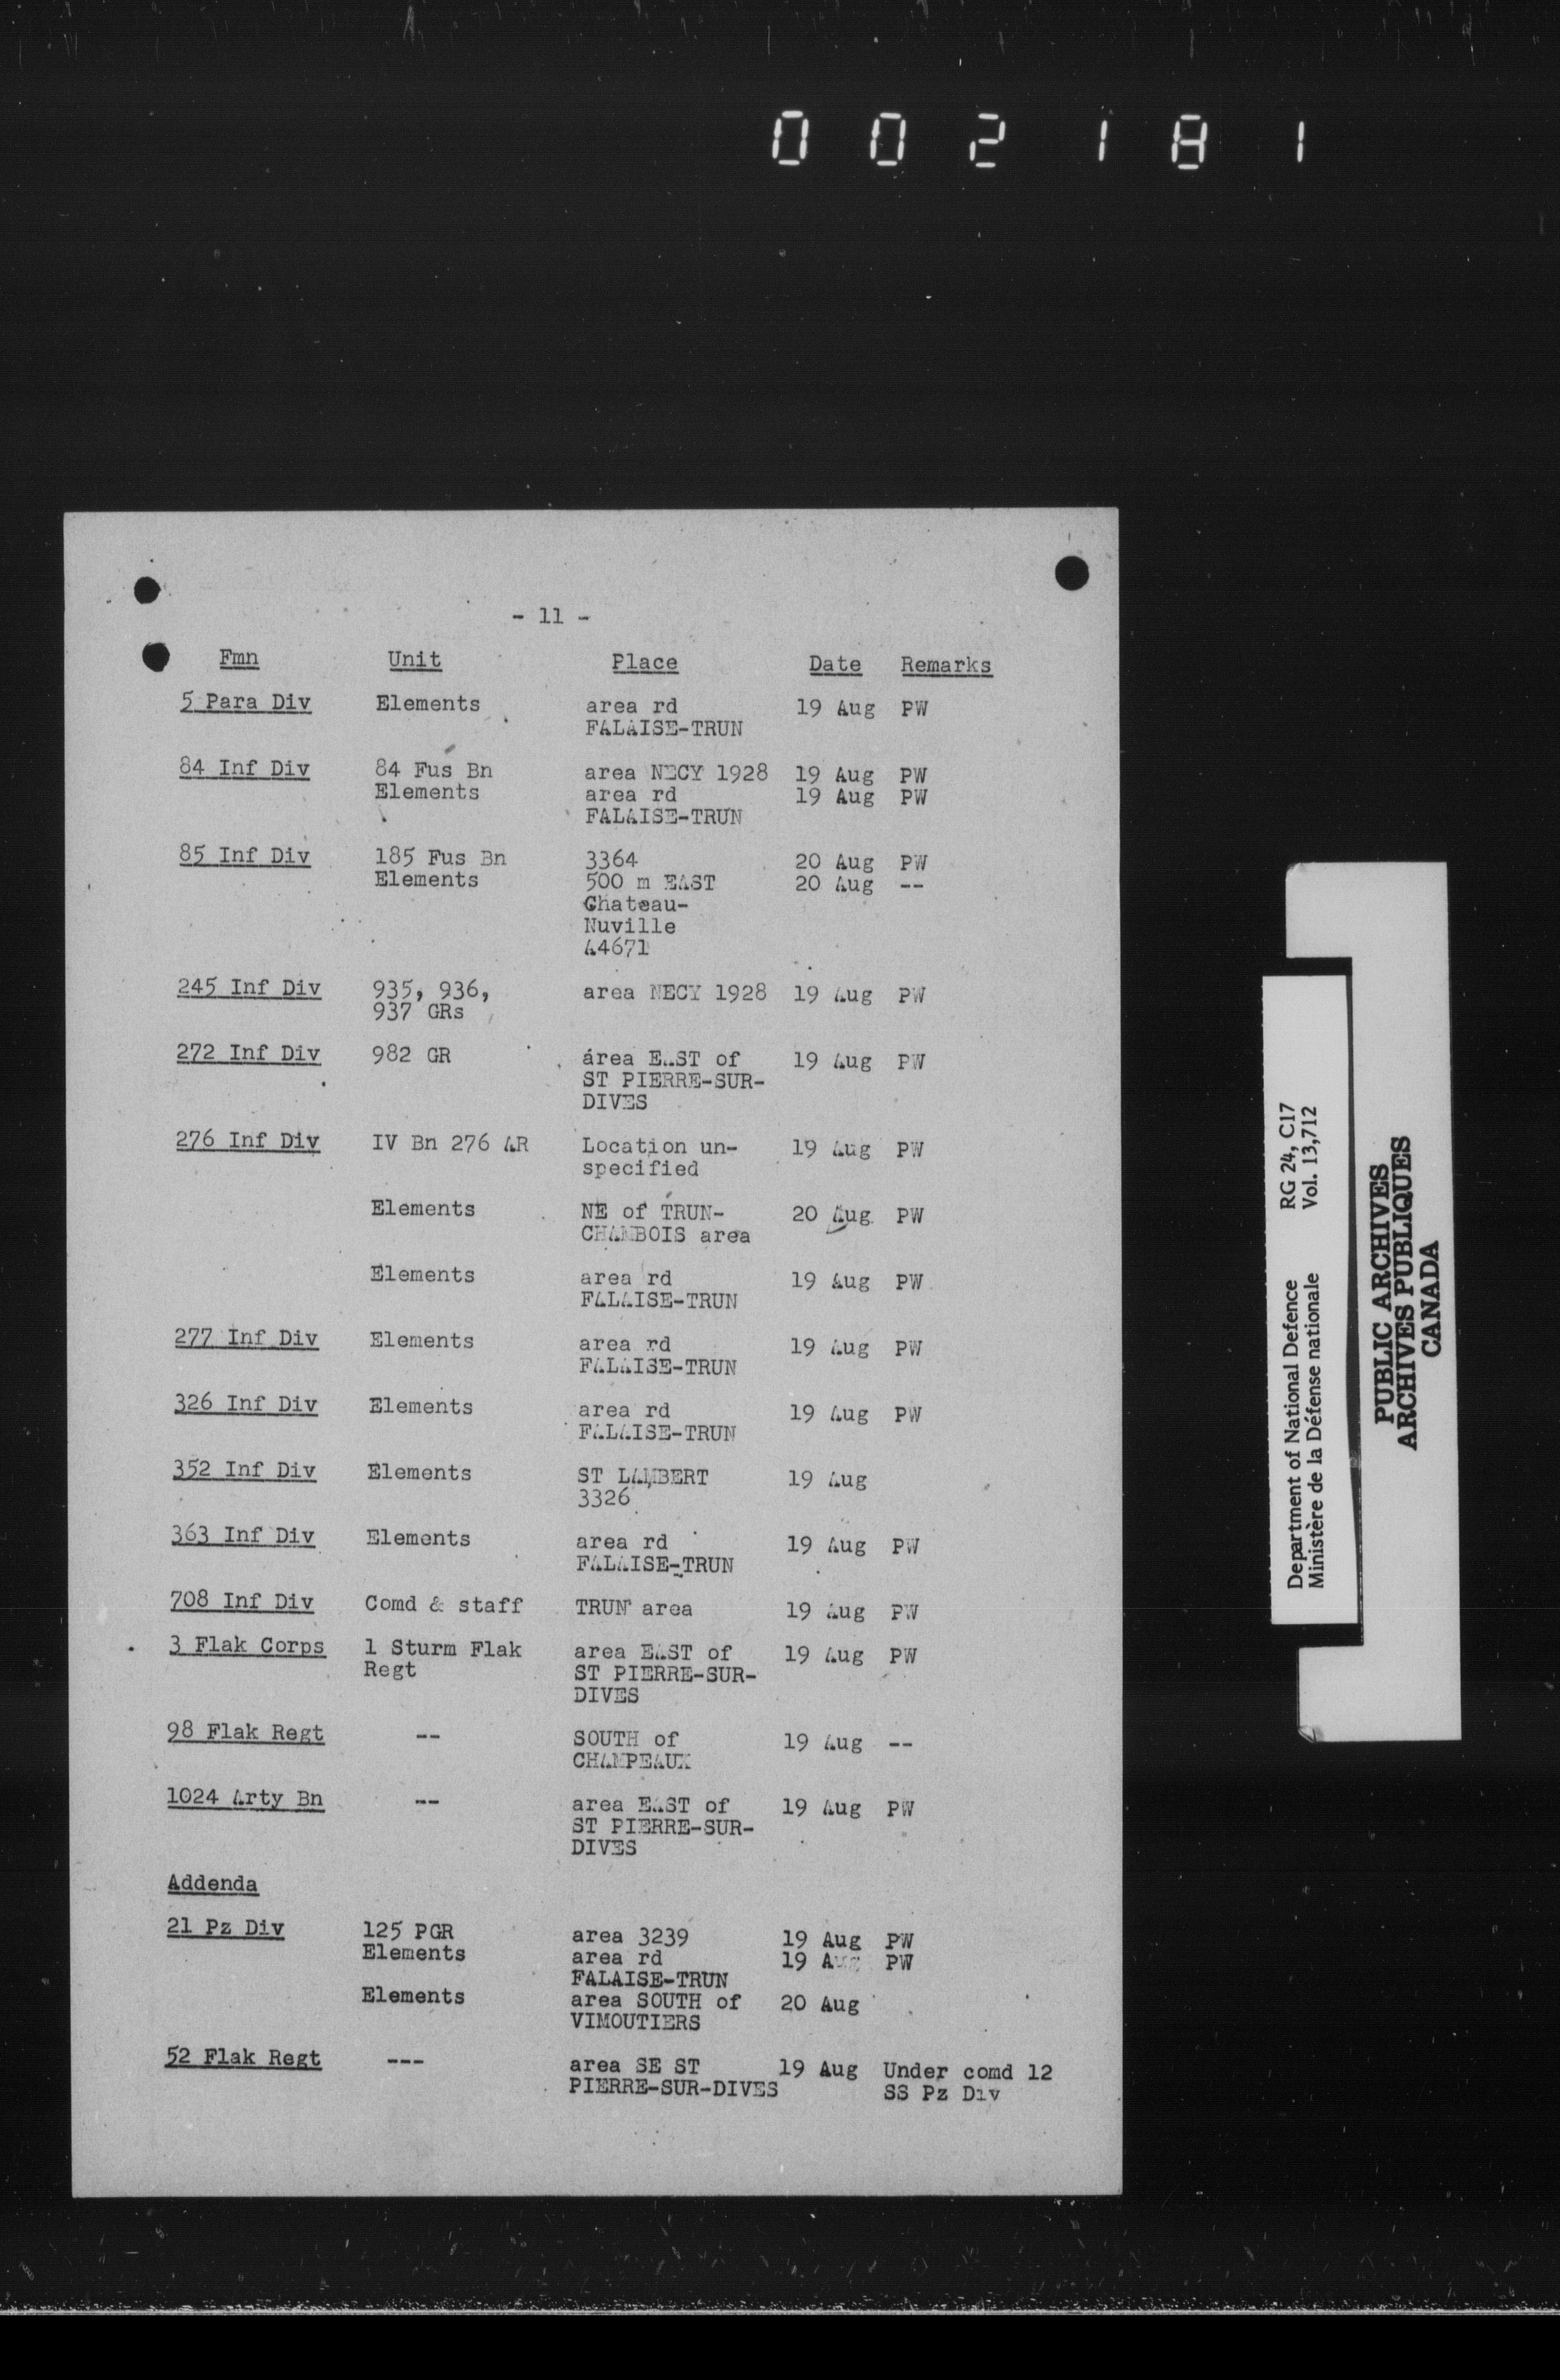 002181
- 11 -
Fmn Unit Place Date Remarks
5 Para Div Elements area rd 19 Aug PW
FALAISE-TRUN
84 Inf Div 84 Fus Bn area NECY 1928 19 Aug PW
Elements area rd 19 Aug PW
FALAISE-TRUN
85 Inf Div 185 Fus Bn 3364 20 Aug PW
Elements 500 m EAST 20 Aug --
Chateau-
Nuville
A4671
245 Inf Div 935, 936, area NECY 1928 19 Aug PW
937 GRs
272 Inf Div 982 GR area EAST of 19 Aug PW
ST PIERRE-SUR-
DIVES
276 Inf Div IV Bn 276 AR Location un- 19 Aug PW
specified
Elements NE of TRUN- 20 Aug PW
CHAMBOIS area
Elements area rd 19 Aug PW
FALAISE-TRUN
277 Inf Div Elements area rd 19 Aug PW
FALAISE-TRUN
326 Inf Div Elements area rd 19 Aug PW
FALAISE-TRUN
352 Inf Div Elements ST LAMBERT 19 Aug
3326
363 Inf Div Elements area rd 19 Aug PW
FALAISE-TRUN
708 Inf Div Comd & staff TRUN area 19 Aug PW
3 Flak Corps 1 Sturm Flak area EAST of 19 Aug PW
Regt ST PIERRE-SUR-
DIVES
98 Flak Regt -- SOUTH of 19 Aug --
CHAMPEAUX
1024 Arty Bn -- area EAST of 19 Aug PW
ST PIERRE-SUR-
DIVES
Addenda
21 Pz Div 125 PGR area 3239 19 Aug PW
Elements area rd 19 Aug PW
FALAISE-TRUN
Elements area SOUTH of 20 Aug
VIMOUTIERS
52 Flak Regt --- area SE ST 19 Aug Under comd 12
PIERRE-SUR-DIVES SS Pz Div
Department of National Defence RG 24, C17
Ministère de la Défense nationale Vol. 13,712
PUBLIC ARCHIVES
ARCHIVES PUBLIQUES
CANADA